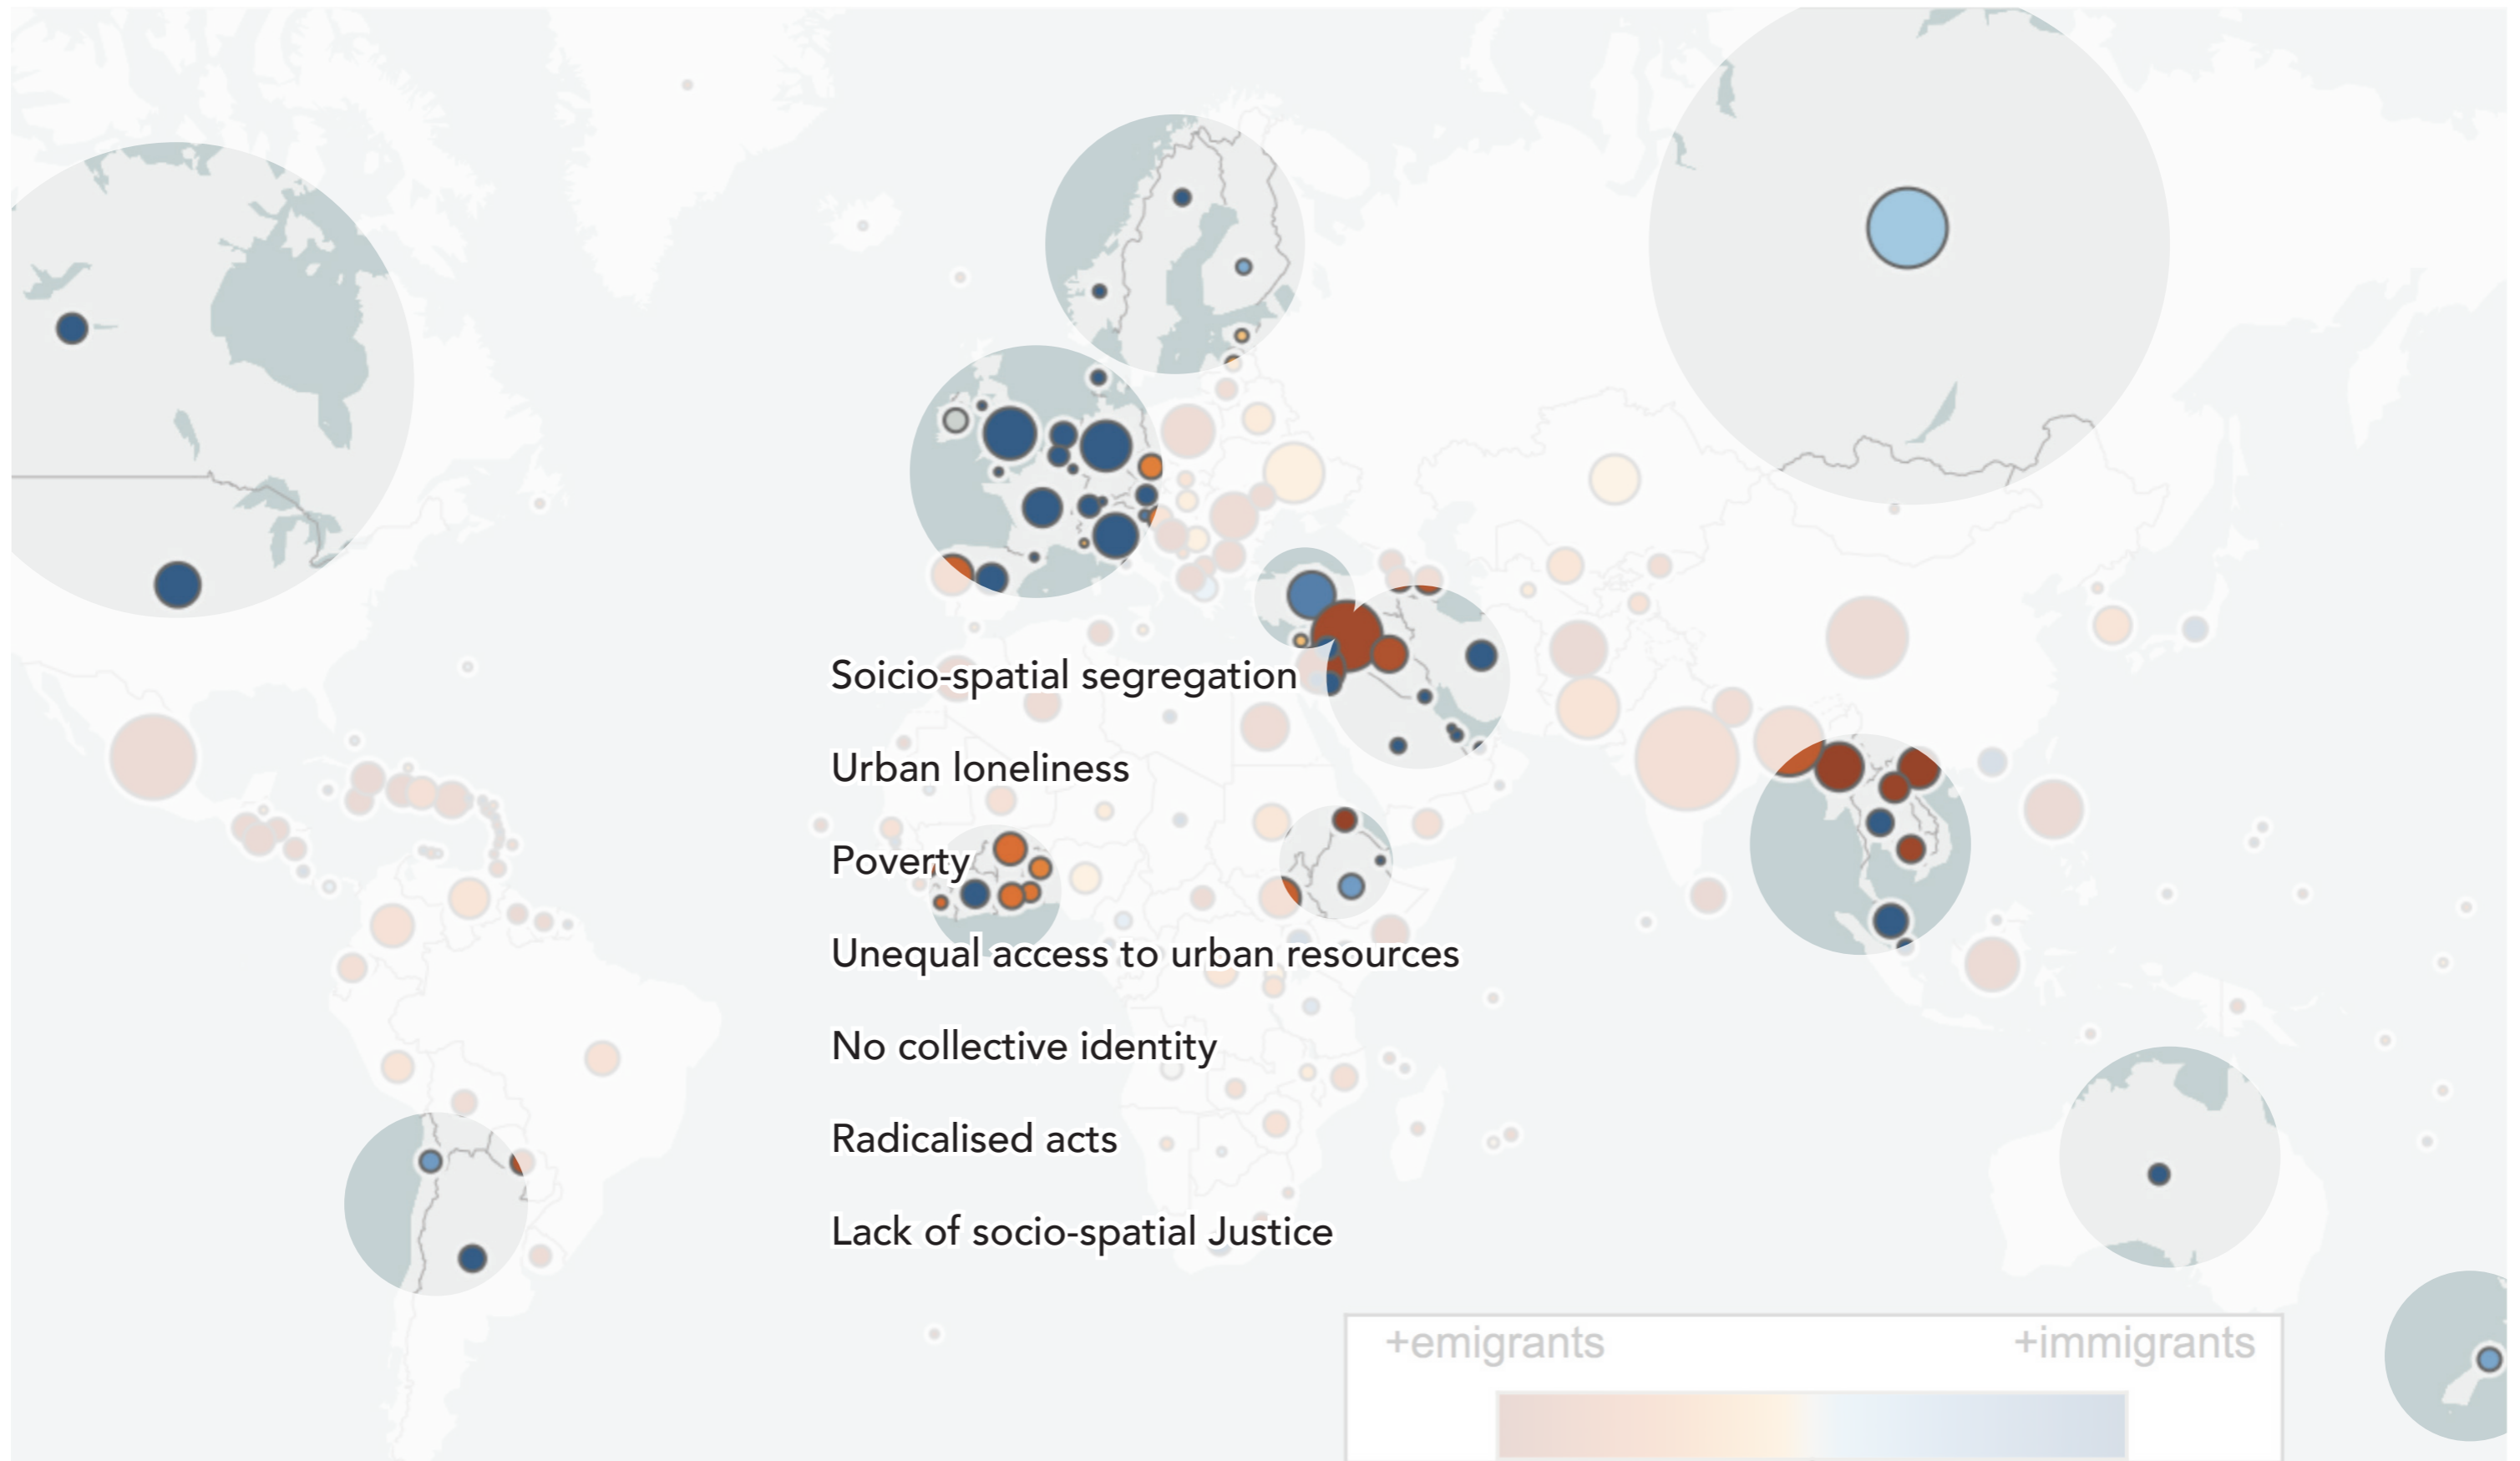 Soicio-spatial segregation
Urban loneliness
Poverty
Unequal access to urban resources
No collective identity
Radicalised acts
Lack of socio-spatial Justice
+emigrants +immigrants